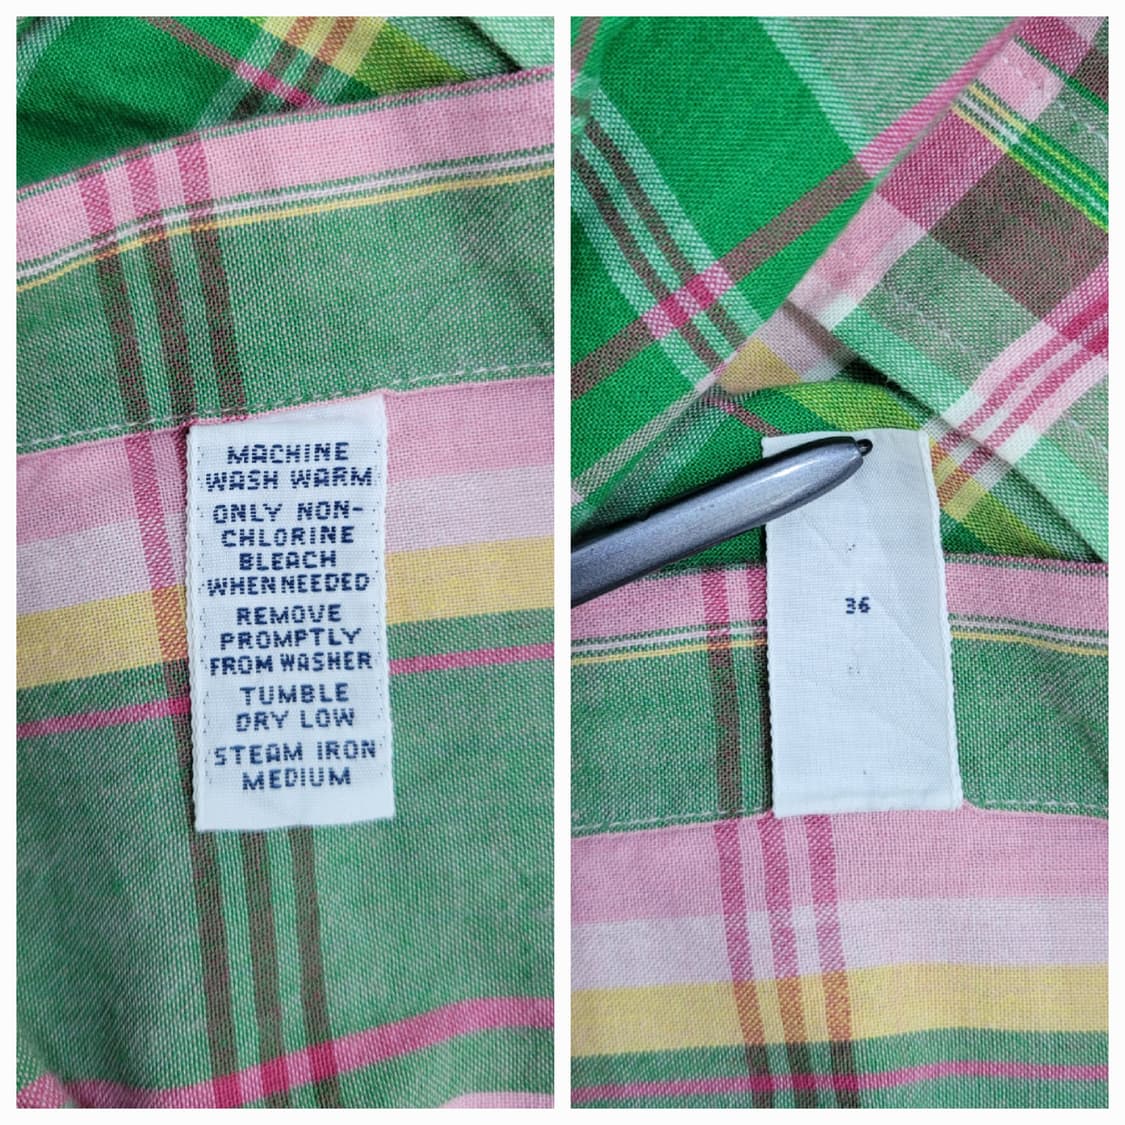 MACHINE
WASH WARM
ONLY NON-
CHLORINE
BLEACH
WHEN NEEDED
REMOVE
PROMPTLY
FROM WASHER
TUMBLE
DRY LOW
STEAM IRON
MEDIUM
36